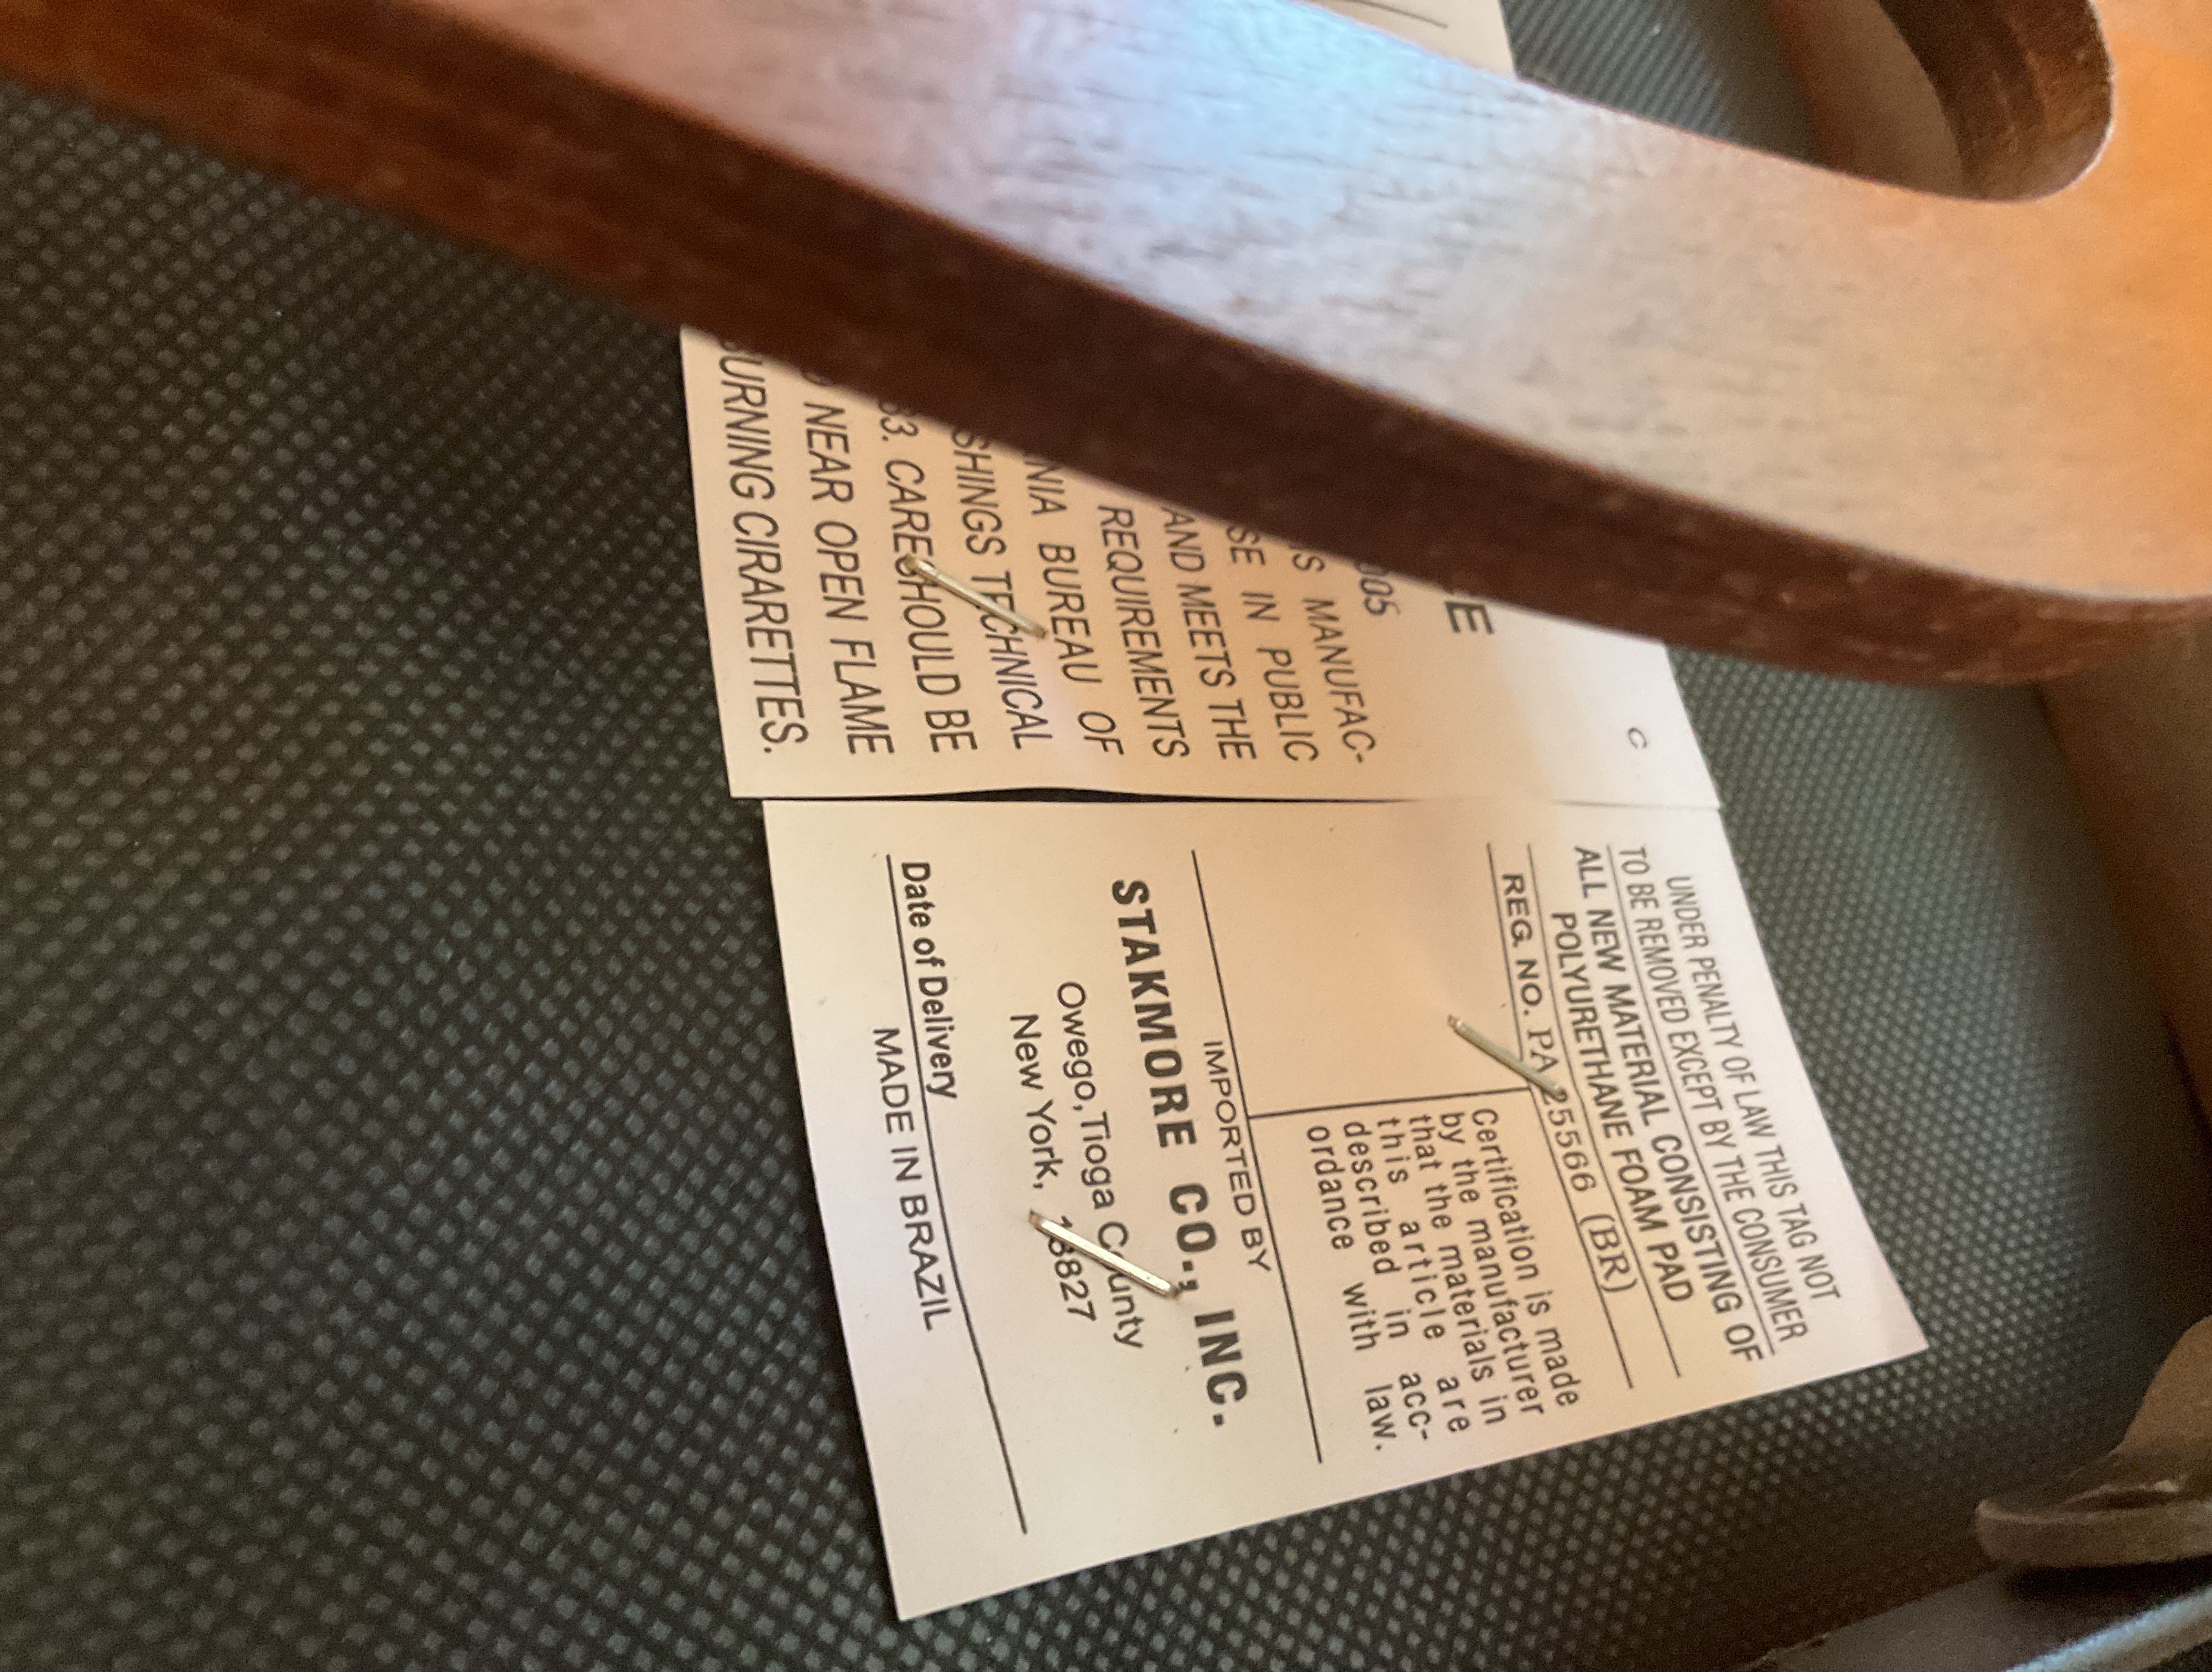 C
E
005
S MANUFAC-
SE IN PUBLIC
AND MEETS THE
REQUIREMENTS
NIA BUREAU OF
SHINGS TECHNICAL
33. CARE SHOULD BE
NEAR OPEN FLAME
URNING CIRARETTES.
UNDER PENALTY OF LAW THIS TAG NOT
TO BE REMOVED EXCEPT BY THE CONSUMER
ALL NEW MATERIAL CONSISTING OF
POLYURETHANE FOAM PAD
REG. NO. PA 25566 (BR)
Certification is made
by the manufacturer
that the materials in
this article are
described in acc-
ordance with law.
IMPORTED BY
STAKMORE CO., INC.
Owego,Tioga County
New York, 13827
Date of Delivery
MADE IN BRAZIL